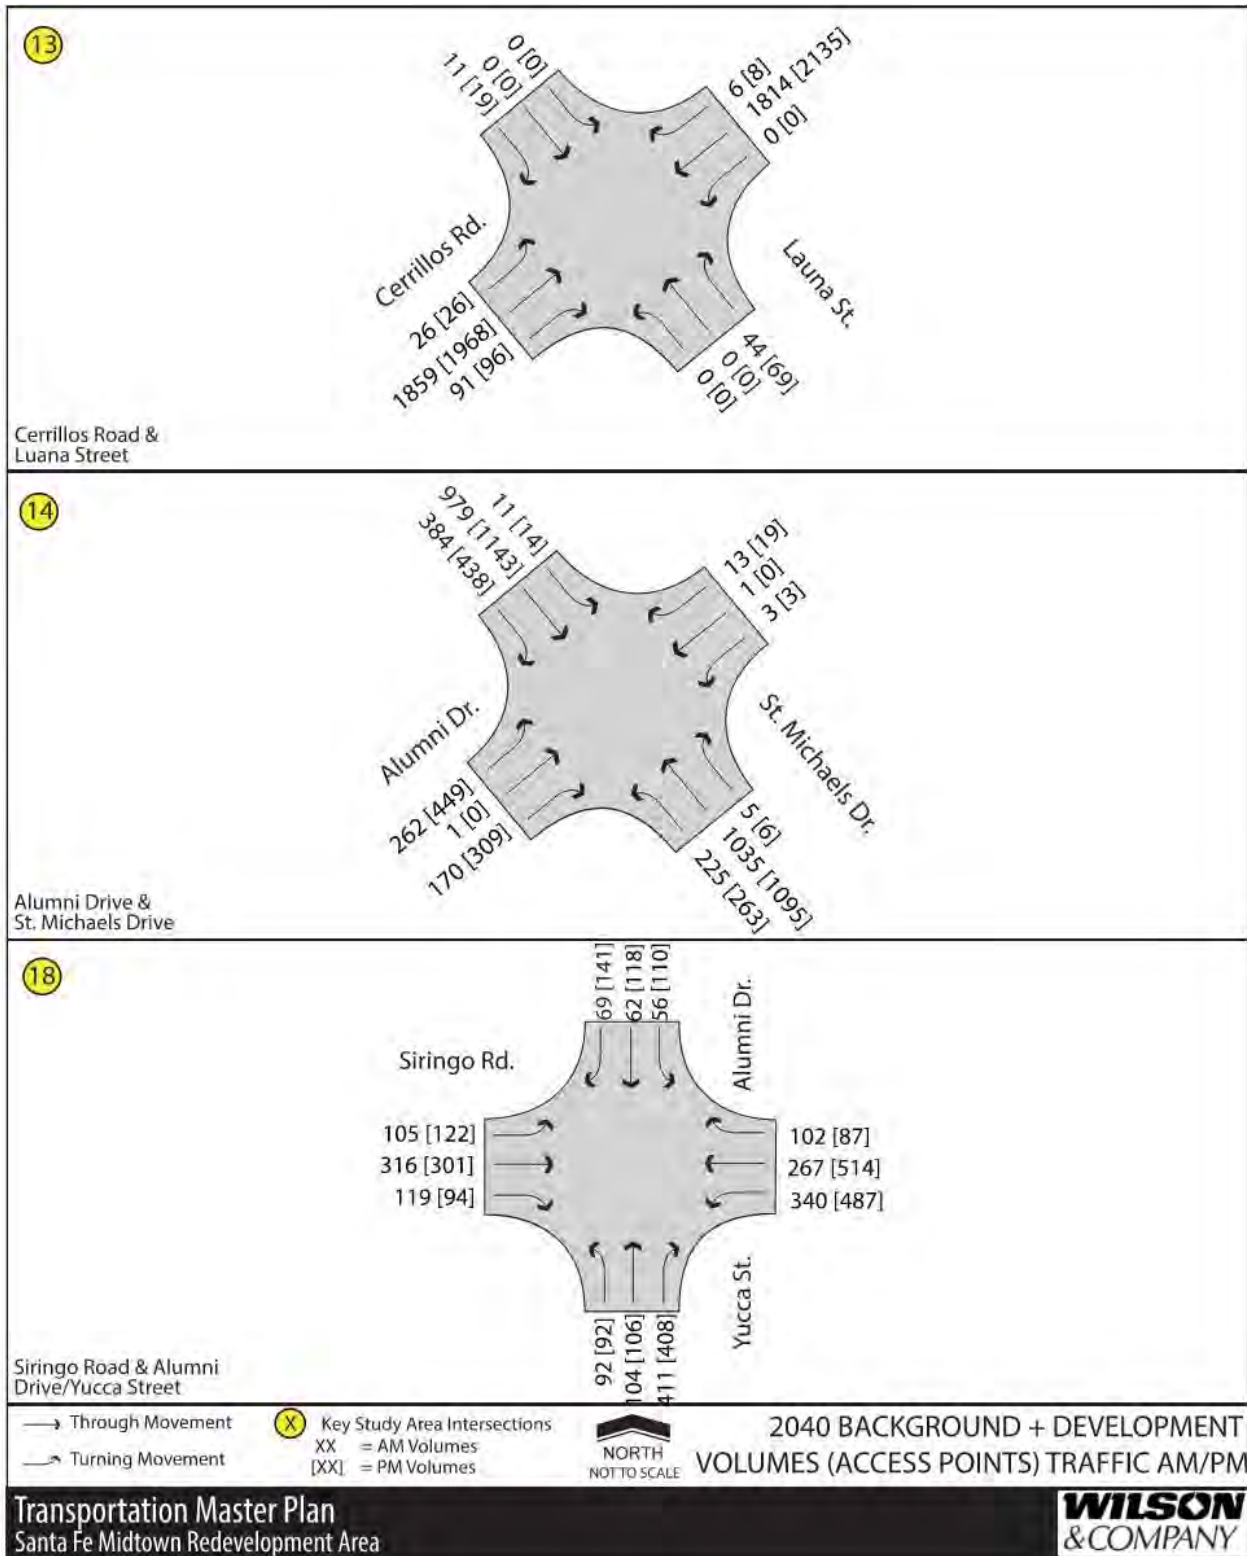 13
0 [0]
0 [0]
11 [19]
6 [8]
1814 [2135]
0 [0]
Cerrillos Rd.
Launa St.
26 [26]
1859 [1968]
91 [96]
44 [69]
0 [0]
0 [0]
Cerrillos Road &
Luana Street
14
11 [14]
979 [1143]
384 [438]
13 [19]
1 [0]
3 [3]
Alumni Dr.
St. Michaels Dr.
262 [449]
1 [0]
170 [309]
5 [6]
1035 [1095]
225 [263]
Alumni Drive &
St. Michaels Drive
18
69 [141]
62 [118]
56 [110]
Alumni Dr.
Siringo Rd.
105 [122]
316 [301]
119 [94]
102 [87]
267 [514]
340 [487]
Yucca St.
92 [92]
104 [106]
411 [408]
Siringo Road & Alumni
Drive/Yucca Street
Through Movement
Turning Movement
X Key Study Area Intersections
XX = AM Volumes
[XX] = PM Volumes
NORTH
NOT TO SCALE
2040 BACKGROUND + DEVELOPMENT
VOLUMES (ACCESS POINTS) TRAFFIC AM/PM
Transportation Master Plan
Santa Fe Midtown Redevelopment Area
WILSON
&COMPANY